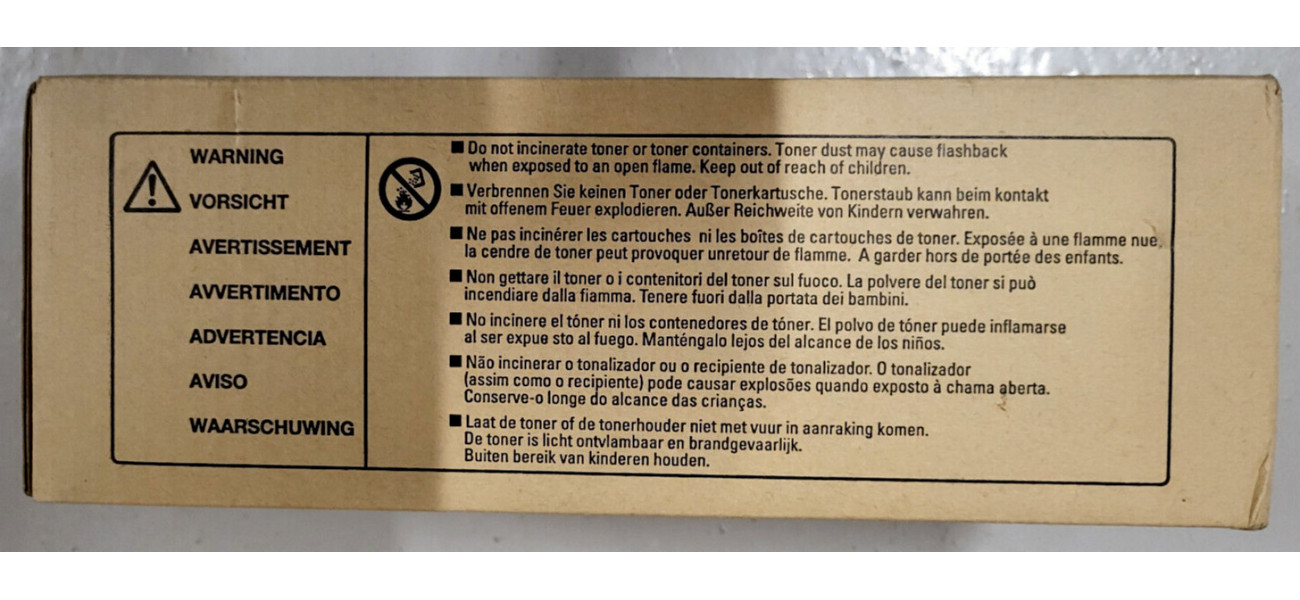 WARNING
VORSICHT
AVERTISSEMENT
AVVERTIMENTO
ADVERTENCIA
AVISO
WAARSCHUWING
■ Do not incinerate toner or toner containers. Toner dust may cause flashback
when exposed to an open flame. Keep out of reach of children.
■ Verbrennen Sie keinen Toner oder Tonerkartusche. Tonerstaub kann beim kontakt
mit offenem Feuer explodieren. Außer Reichweite von Kindern verwahren.
■ Ne pas incinérer les cartouches ni les boîtes de cartouches de toner. Exposée à une flamme nue,
la cendre de toner peut provoquer unretour de flamme. A garder hors de portée des enfants.
■ Non gettare il toner o i contenitori del toner sul fuoco. La polvere del toner si può
incendiare dalla fiamma. Tenere fuori dalla portata dei bambini.
■ No incinere el tóner ni los contenedores de tóner. El polvo de tóner puede inflamarse
al ser expue sto al fuego. Manténgalo lejos del alcance de los niños.
■ Não incinerar o tonalizador ou o recipiente de tonalizador. O tonalizador
(assim como o recipiente) pode causar explosões quando exposto à chama aberta.
Conserve-o longe do alcance das crianças.
■ Laat de toner of de tonerhouder niet met vuur in aanraking komen.
De toner is licht ontvlambaar en brandgevaarlijk.
Buiten bereik van kinderen houden.